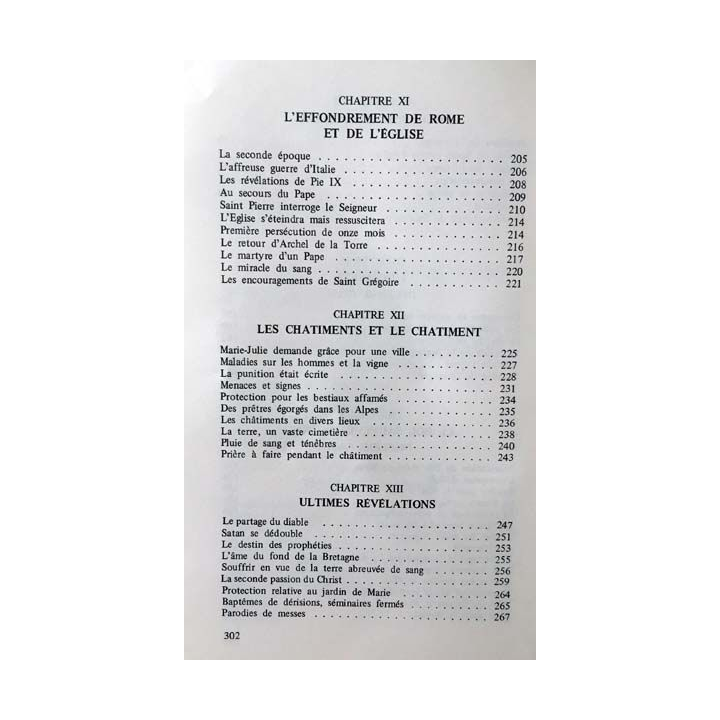 CHAPITRE XI
L'EFFONDREMENT DE ROME
ET DE L'ÉGLISE
La seconde époque . . . . . . . . . . . . . . . . . . . . . . 205
L'affreuse guerre d'Italie . . . . . . . . . . . . . . . . . . . . 206
Les révélations de Pie IX . . . . . . . . . . . . . . . . . . . 208
Au secours du Pape . . . . . . . . . . . . . . . . . . . . . . 209
Saint Pierre interroge le Seigneur . . . . . . . . . . . . . . 210
L'Eglise s'éteindra mais ressuscitera . . . . . . . . . . . . . 214
Première persécution de onze mois . . . . . . . . . . . . . 214
Le retour d'Archel de la Torre . . . . . . . . . . . . . . . . 216
Le martyre d'un Pape . . . . . . . . . . . . . . . . . . . . . 217
Le miracle du sang . . . . . . . . . . . . . . . . . . . . . . 220
Les encouragements de Saint Grégoire . . . . . . . . . . . 221
CHAPITRE XII
LES CHATIMENTS ET LE CHATIMENT
Marie-Julie demande grâce pour une ville . . . . . . . . . . 225
Maladies sur les hommes et la vigne . . . . . . . . . . . . 227
La punition était écrite . . . . . . . . . . . . . . . . . . . . 228
Menaces et signes . . . . . . . . . . . . . . . . . . . . . . . 231
Protection pour les bestiaux affamés . . . . . . . . . . . . 234
Des prêtres égorgés dans les Alpes . . . . . . . . . . . . . 235
Les châtiments en divers lieux . . . . . . . . . . . . . . . . 236
La terre, un vaste cimetière . . . . . . . . . . . . . . . . . 238
Pluie de sang et ténèbres . . . . . . . . . . . . . . . . . . 240
Prière à faire pendant le châtiment . . . . . . . . . . . . . 243
CHAPITRE XIII
ULTIMES RÉVÉLATIONS
Le partage du diable . . . . . . . . . . . . . . . . . . . . . 247
Satan se dédouble . . . . . . . . . . . . . . . . . . . . . . . 251
Le destin des prophéties . . . . . . . . . . . . . . . . . . . 253
L'âme du fond de la Bretagne . . . . . . . . . . . . . . . . 255
Souffrir en vue de la terre abreuvée de sang . . . . . . . . 256
La seconde passion du Christ . . . . . . . . . . . . . . . . . 259
Protection relative au jardin de Marie . . . . . . . . . . . . 264
Baptêmes de dérisions, séminaires fermés . . . . . . . . . 265
Parodies de messes . . . . . . . . . . . . . . . . . . . . . . 267
302